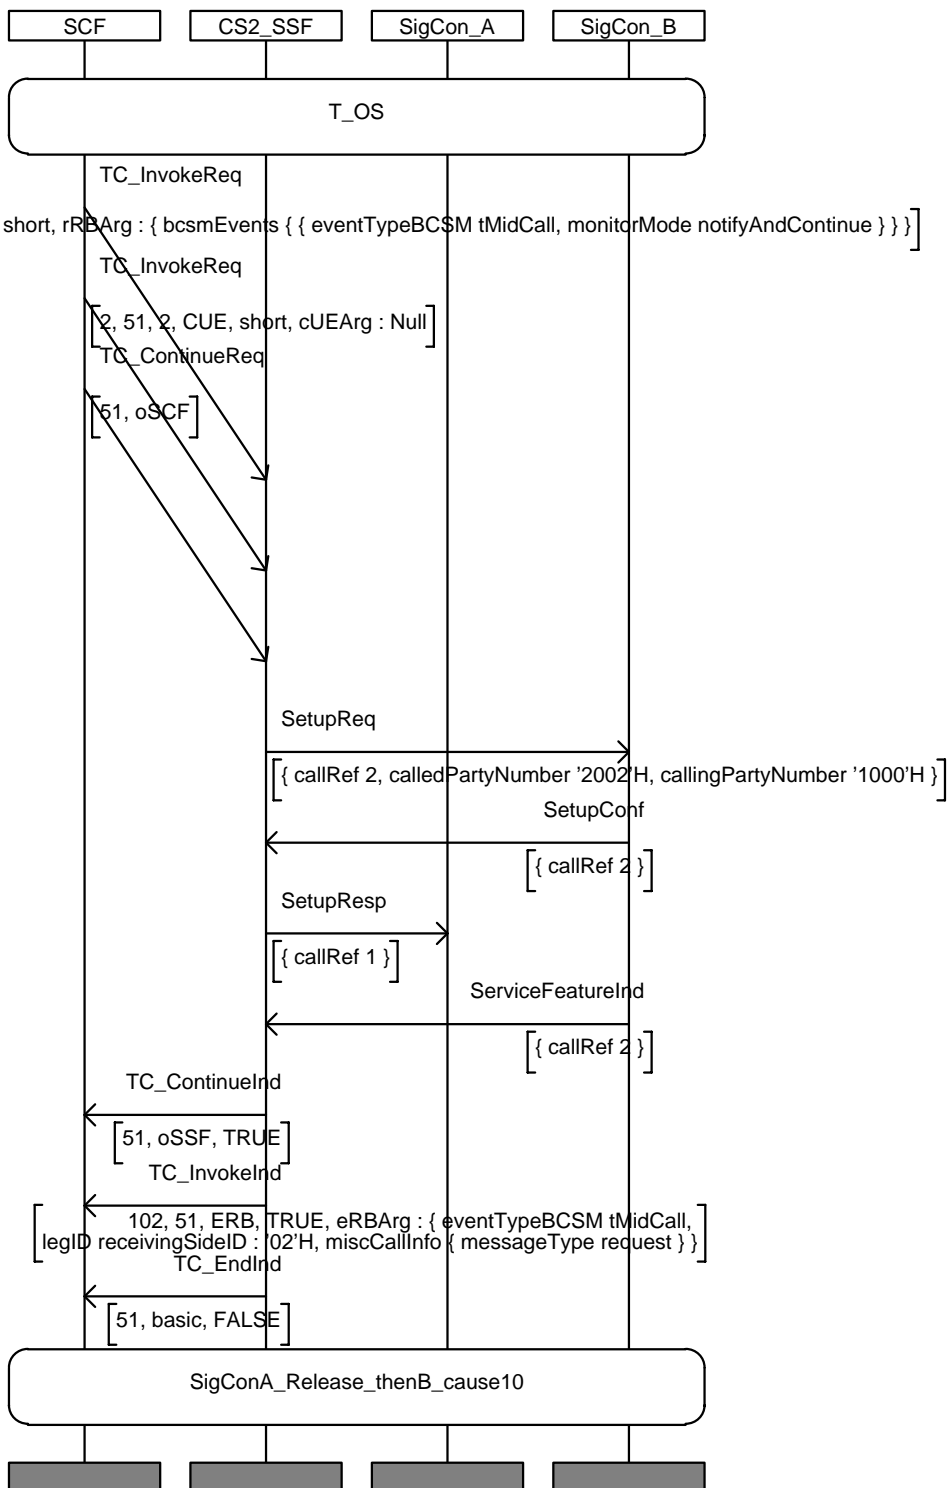 SCF CS2_SSF SigCon_A SigCon_B
T_OS
TC_InvokeReq
short, rRBArg : { bcsmEvents { { eventTypeBCSM tMidCall, monitorMode notifyAndContinue } } }
TC_InvokeReq
2, 51, 2, CUE, short, cUEArg : Null
TC_ContinueReq
51, oSCF
SetupReq
{ callRef 2, calledPartyNumber '2002'H, callingPartyNumber '1000'H }
SetupConf
{ callRef 2 }
SetupResp
{ callRef 1 }
ServiceFeatureInd
{ callRef 2 }
TC_ContinueInd
51, oSSF, TRUE
TC_InvokeInd
102, 51, ERB, TRUE, eRBArg : { eventTypeBCSM tMidCall,
legID receivingSideID : '02'H, miscCallInfo { messageType request } }
TC_EndInd
51, basic, FALSE
SigConA_Release_thenB_cause10